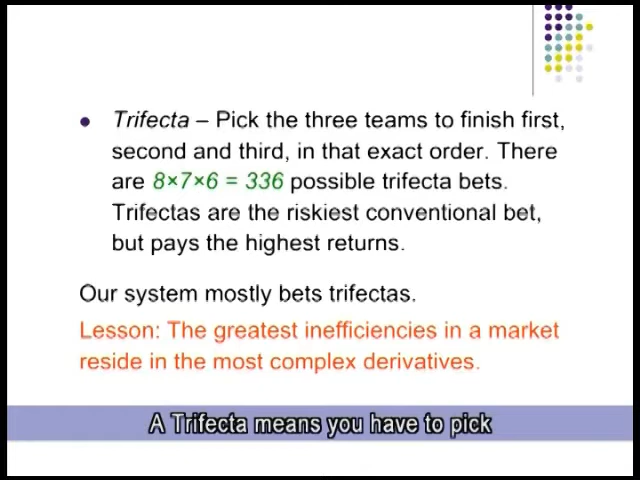 Trifecta – Pick the three teams to finish first,
second and third, in that exact order. There
are 8×7×6 = 336 possible trifecta bets.
Trifectas are the riskiest conventional bet,
but pays the highest returns.
Our system mostly bets trifectas.
Lesson: The greatest inefficiencies in a market
reside in the most complex derivatives.
A Trifecta means you have to pick